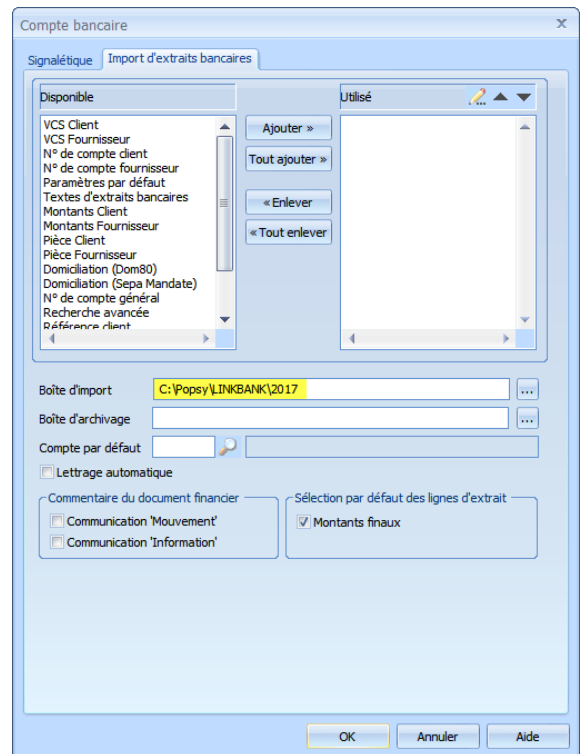 Compte bancaire
x
Signalétique
Import d'extraits bancaires
Disponible
Utilisé
VCS Client
VCS Fournisseur
N° de compte client
N° de compte fournisseur
Paramètres par défaut
Textes d'extraits bancaires
Montants Client
Montants Fournisseur
Pièce Client
Pièce Fournisseur
Domiciliation (Dom80)
Domiciliation (Sepa Mandate)
N° de compte général
Recherche avancée
Référence client
Ajouter »
Tout ajouter »
« Enlever
« Tout enlever
Boîte d'import
C:\Popsy\LINKBANK\2017
...
Boîte d'archivage
...
Compte par défaut
Lettrage automatique
Commentaire du document financier
Communication 'Mouvement'
Communication 'Information'
Sélection par défaut des lignes d'extrait
Montants finaux
OK
Annuler
Aide